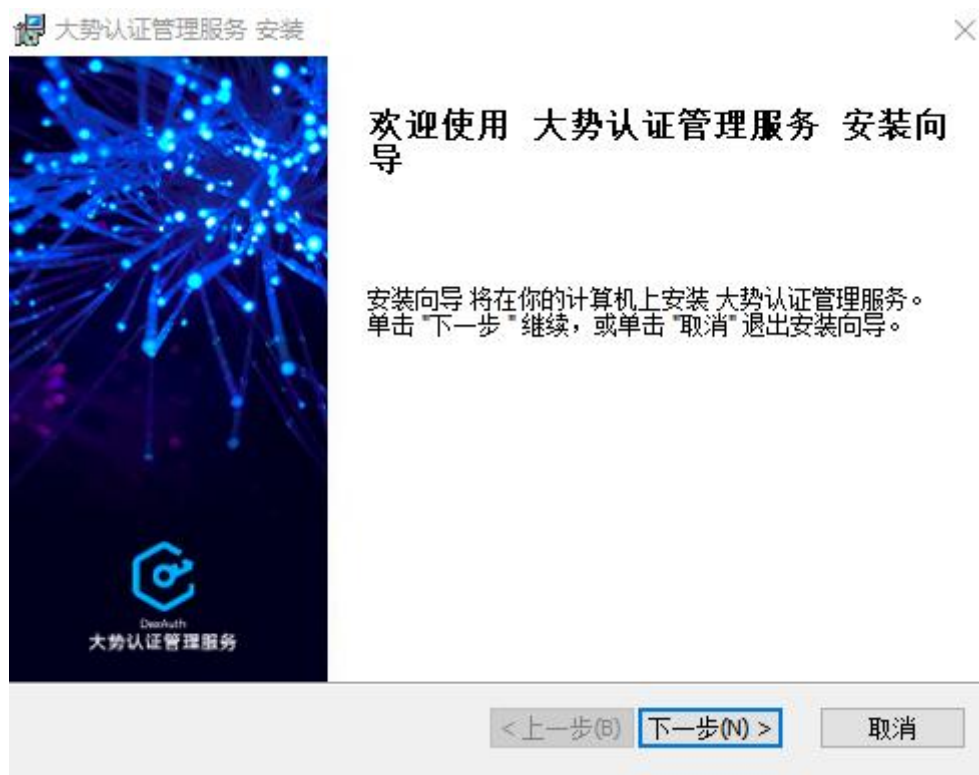 大势认证管理服务 安装
欢迎使用 大势认证管理服务 安装向
导
安装向导 将在你的计算机上安装 大势认证管理服务。
单击 "下一步 " 继续，或单击 "取消" 退出安装向导。
DasAuth
大势认证管理服务
<上一步(B)
下一步(N) >
取消